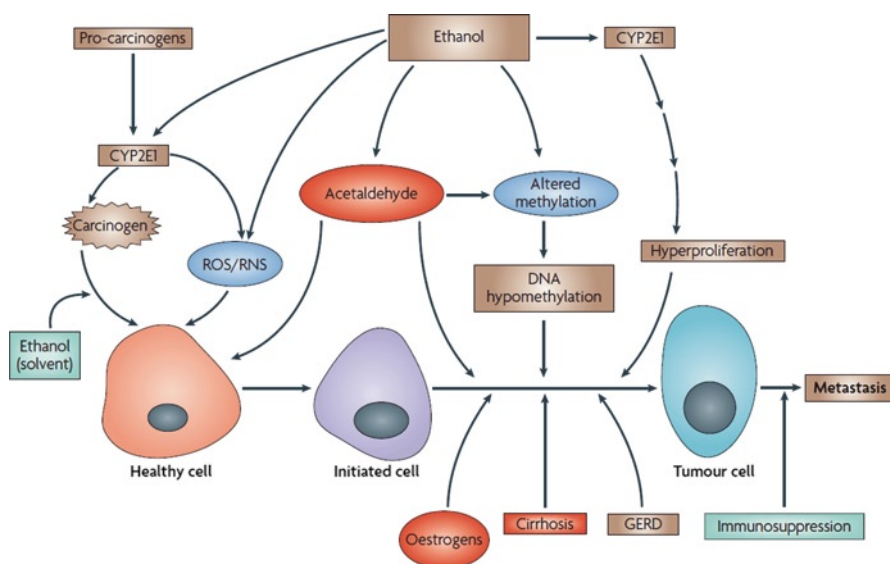 Pro-carcinogens
Ethanol
CYP2E1
CYP2E1
Acetaldehyde
Altered
methylation
Carcinogen
ROS/RNS
DNA
hypomethylation
Hyperproliferation
Ethanol
(solvent)
Metastasis
Healthy cell
Initiated cell
Tumour cell
Oestrogens
Cirrhosis
GERD
Immunosuppression